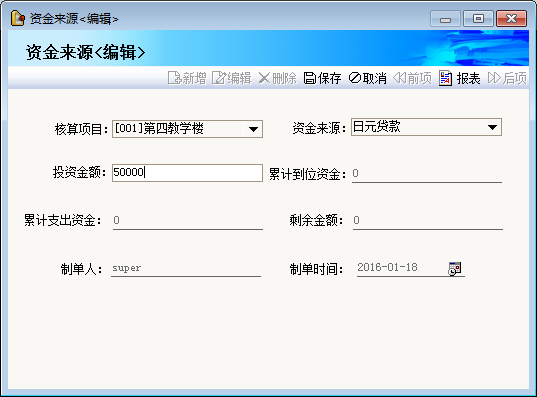 资金来源<编辑>
资金来源<编辑>
新增 编辑 删除 保存 取消 前项 报表 后项
核算项目: [001]第四教学楼 资金来源: 日元贷款
投资金额: 50000 累计到位资金: 0
累计支出资金: 0 剩余金额: 0
制单人: super 制单时间: 2016-01-18